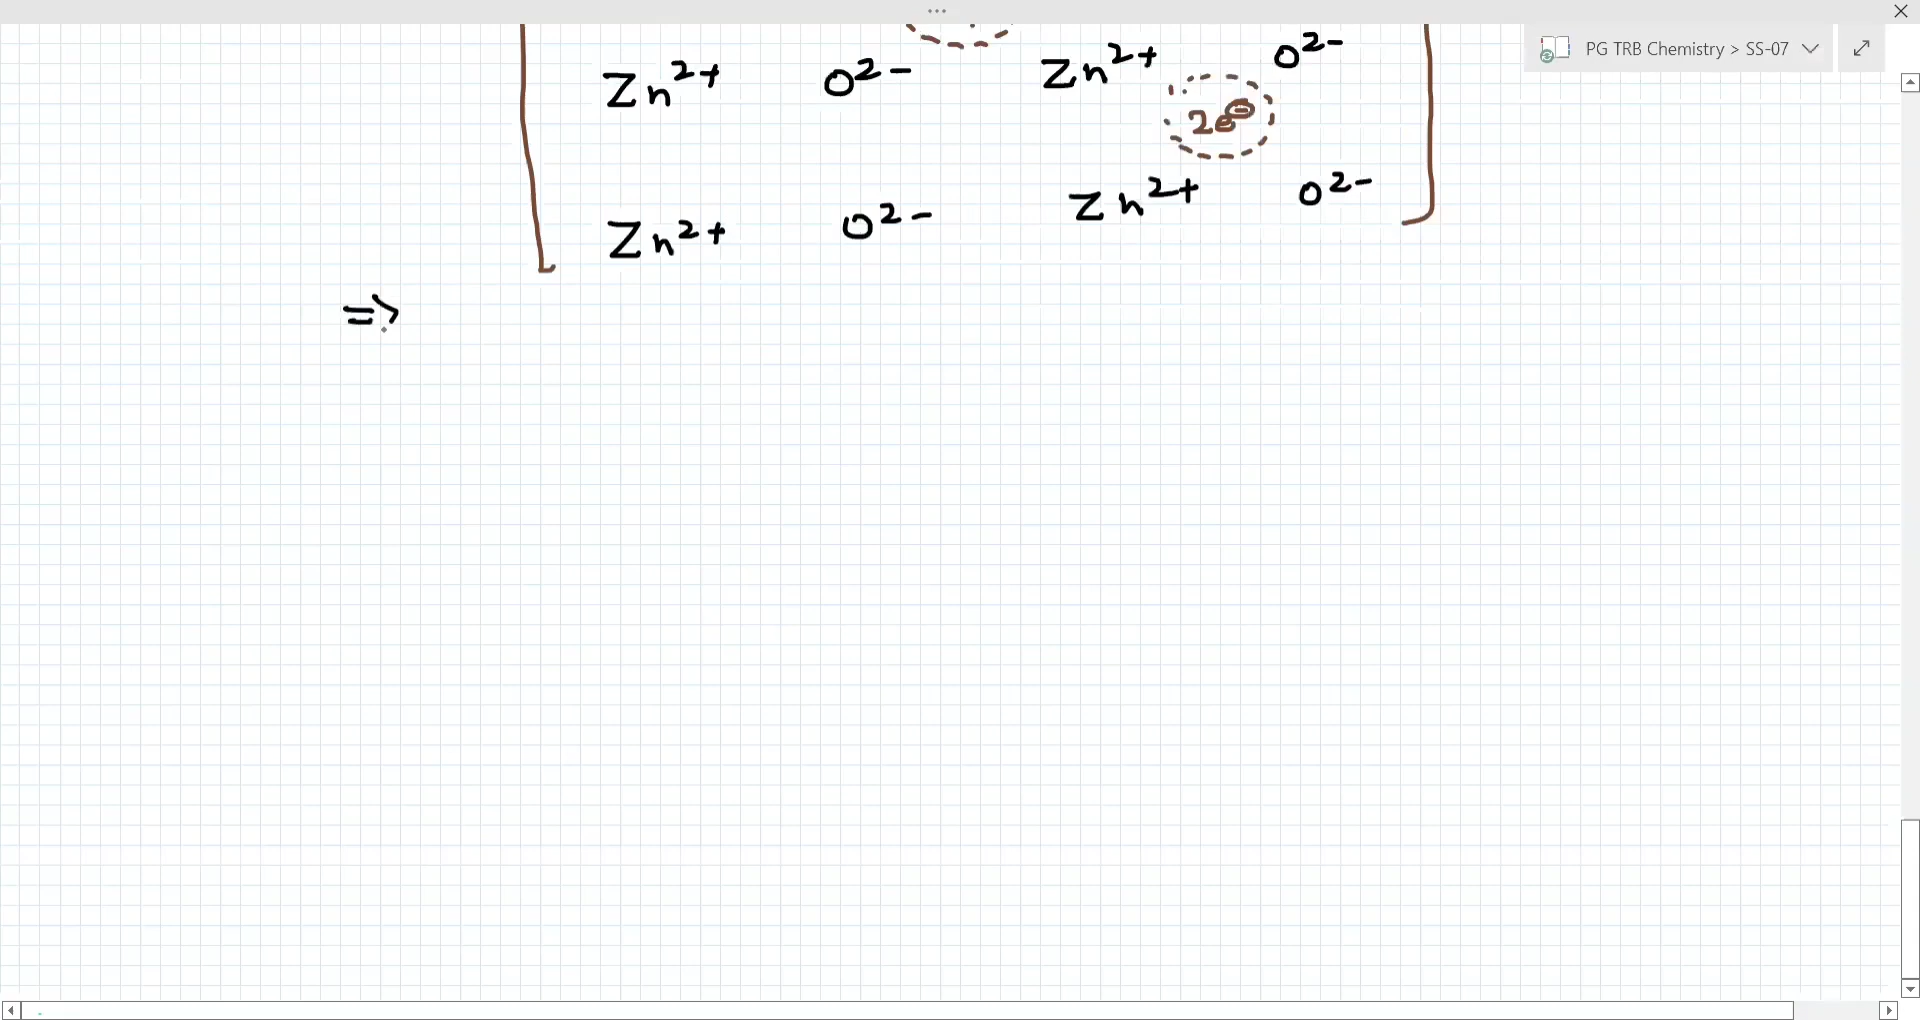 PG TRB Chemistry > SS-07
Zn²⁺ O²⁻ Zn²⁺ O²⁻
2e⊖
Zn²⁺ O²⁻ Zn²⁺ O²⁻
=>